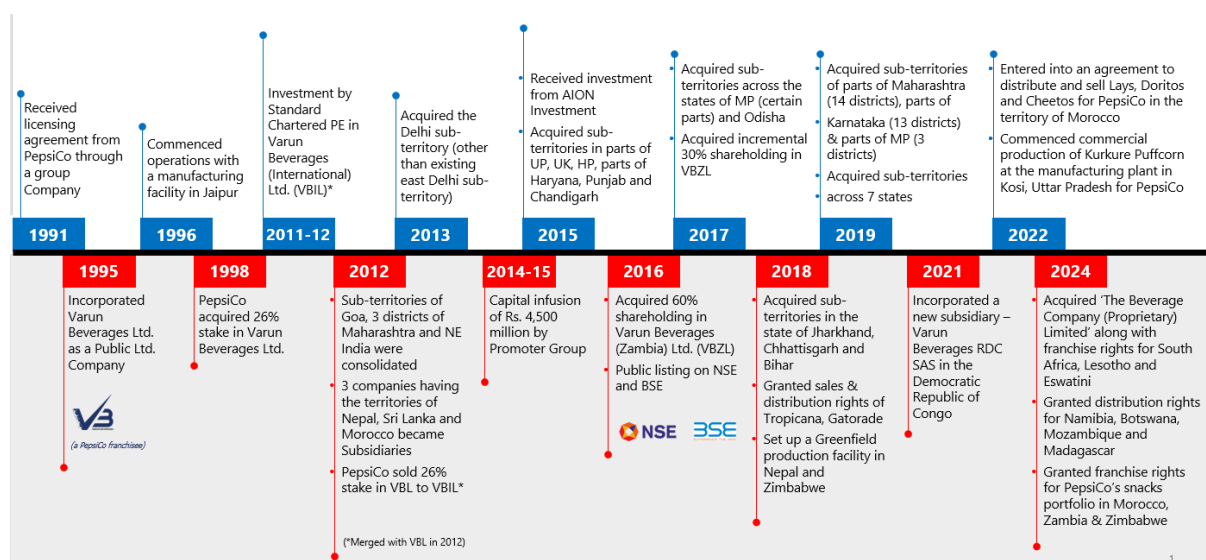 Received
licensing
agreement from
PepsiCo through
a group
Company
1991
Commenced
operations with
a manufacturing
facility in Jaipur
1996
Investment by
Standard
Chartered PE in
Varun
Beverages
(International)
Ltd. (VBIL)*
2011-12
Acquired the
Delhi sub-
territory (other
than existing
east Delhi sub-
territory)
2013
• Received investment
from AION
Investment
• Acquired sub-
territories in parts of
UP, UK, HP, parts of
Haryana, Punjab and
Chandigarh
2015
• Acquired sub-
territories across the
states of MP (certain
parts) and Odisha
• Acquired incremental
30% shareholding in
VBZL
2017
• Acquired sub-territories
of parts of Maharashtra
(14 districts), parts of
• Karnataka (13 districts)
& parts of MP (3
districts)
• Acquired sub-territories
• across 7 states
2019
• Entered into an agreement to
distribute and sell Lays, Doritos
and Cheetos for PepsiCo in the
territory of Morocco
• Commenced commercial
production of Kurkure Puffcorn
at the manufacturing plant in
Kosi, Uttar Pradesh for PepsiCo
2022
1995
Incorporated
Varun
Beverages Ltd.
as a Public Ltd.
Company
VB
(a PepsiCo franchisee)
1998
PepsiCo
acquired 26%
stake in Varun
Beverages Ltd.
2012
• Sub-territories of
Goa, 3 districts of
Maharashtra and NE
India were
consolidated
• 3 companies having
the territories of
Nepal, Sri Lanka and
Morocco became
Subsidiaries
• PepsiCo sold 26%
stake in VBL to VBIL*
(*Merged with VBL in 2012)
2014-15
Capital infusion
of Rs. 4,500
million by
Promoter Group
2016
• Acquired 60%
shareholding in
Varun Beverages
(Zambia) Ltd. (VBZL)
• Public listing on NSE
and BSE
NSE
BSE
2018
• Acquired sub-
territories in the
state of Jharkhand,
Chhattisgarh and
Bihar
• Granted sales &
distribution rights of
Tropicana, Gatorade
• Set up a Greenfield
production facility in
Nepal and
Zimbabwe
2021
Incorporated a
new subsidiary –
Varun
Beverages RDC
SAS in the
Democratic
Republic of
Congo
2024
• Acquired ‘The Beverage
Company (Proprietary)
Limited’ along with
franchise rights for South
Africa, Lesotho and
Eswatini
• Granted distribution rights
for Namibia, Botswana,
Mozambique and
Madagascar
• Granted franchise rights
for PepsiCo’s snacks
portfolio in Morocco,
Zambia & Zimbabwe
1